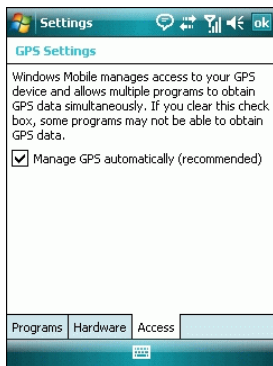 Settings
ok
GPS Settings
Windows Mobile manages access to your GPS
device and allows multiple programs to obtain
GPS data simultaneously. If you clear this check
box, some programs may not be able to obtain
GPS data.
Manage GPS automatically (recommended)
Programs Hardware Access